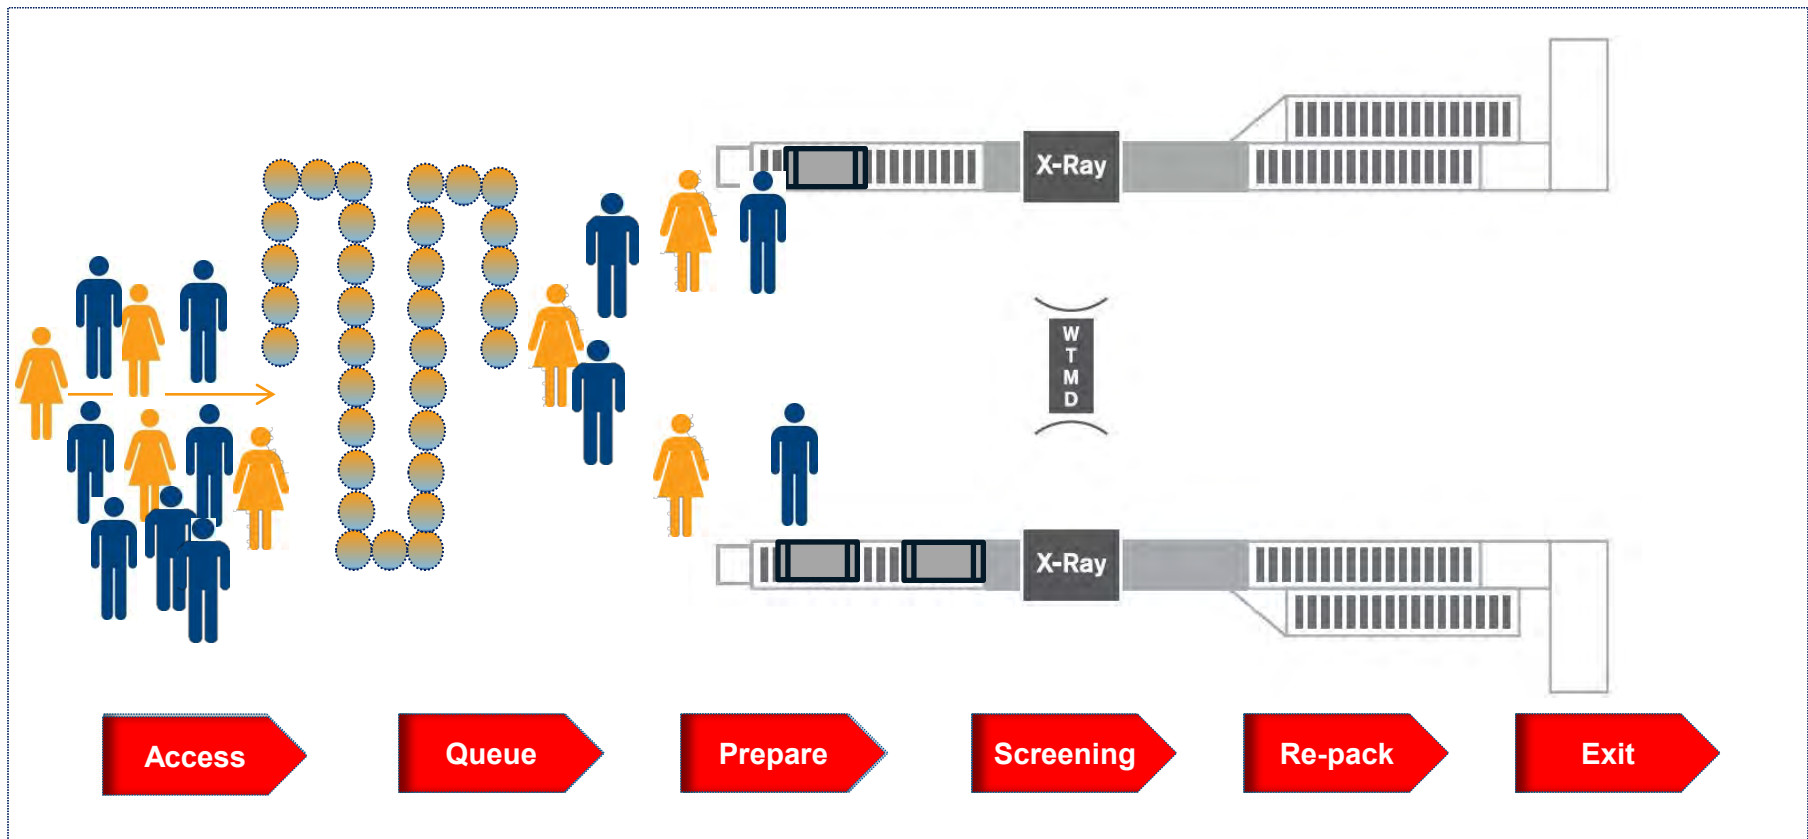 X-Ray
W
T
M
D
X-Ray
Access
Queue
Prepare
Screening
Re-pack
Exit